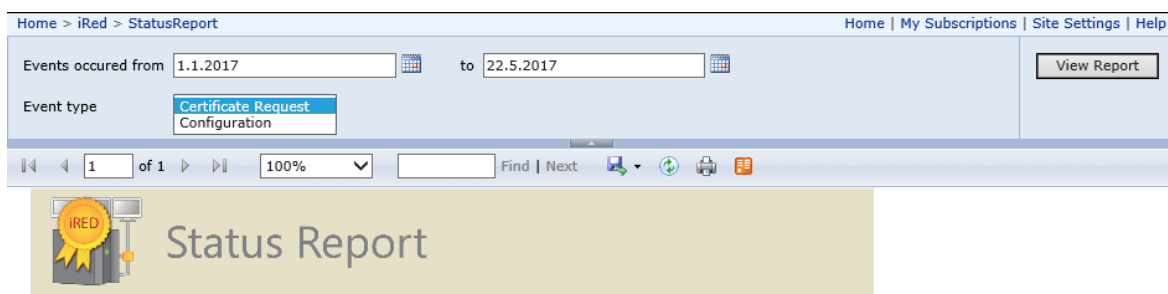 Home > iRed > StatusReport
Home | My Subscriptions | Site Settings | Help
Events occured from 1.1.2017 to 22.5.2017
View Report
Event type Certificate Request
Configuration
1 of 1 100% Find | Next
iRED
Status Report